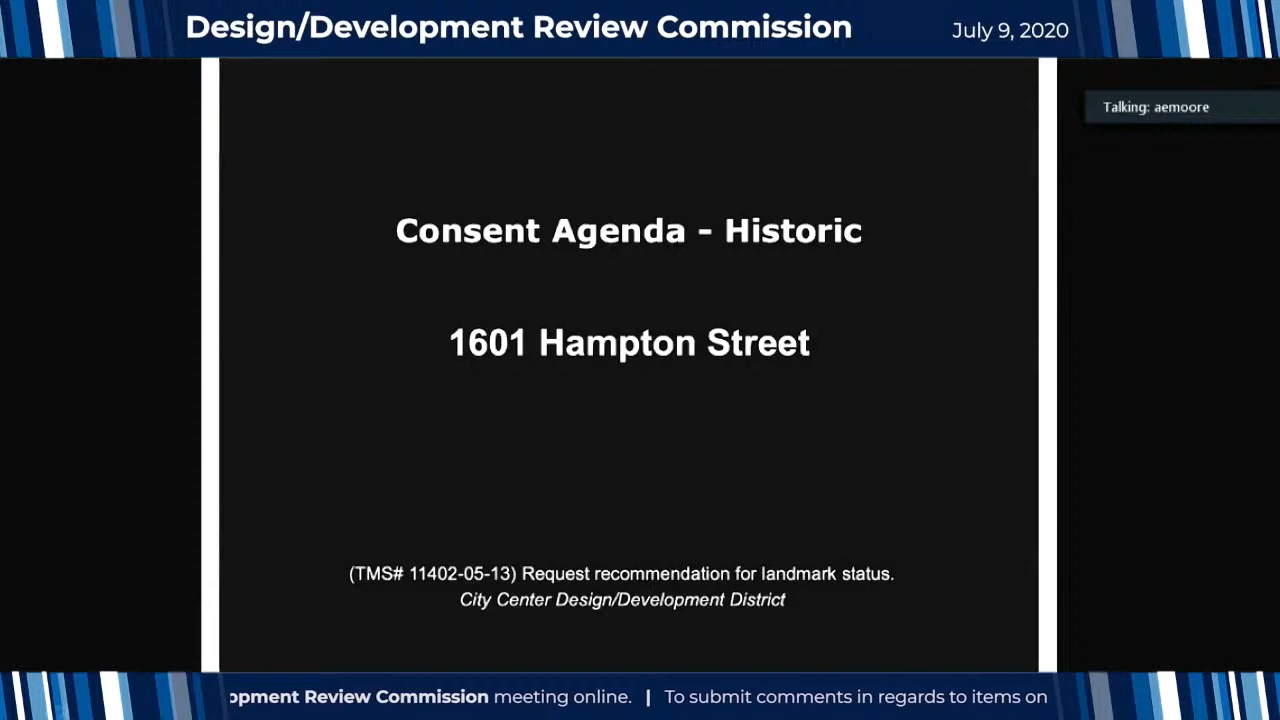 Design/Development Review Commission
July 9, 2020
Talking: aemoore
Consent Agenda - Historic
1601 Hampton Street
(TMS# 11402-05-13) Request recommendation for landmark status.
City Center Design/Development District
opment Review Commission meeting online. | To submit comments in regards to items on